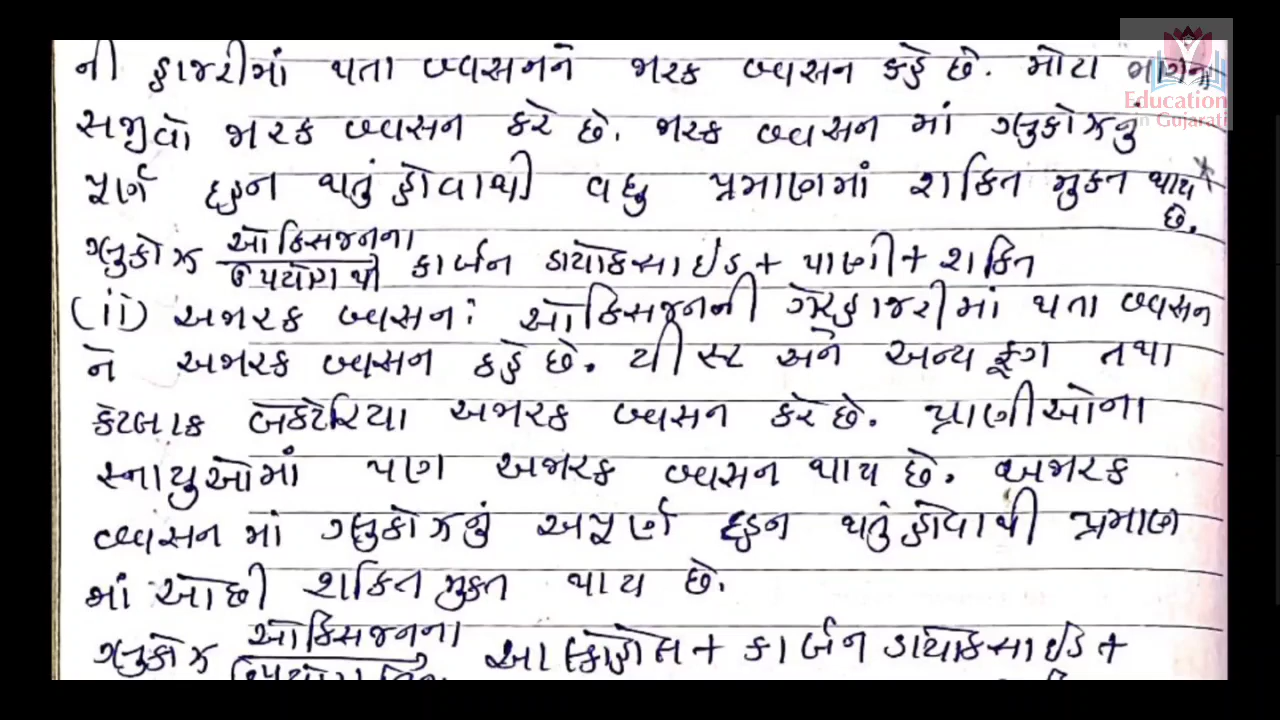 ની હાજરીમાં થતા શ્વસનને જારક શ્વસન કહે છે. મોટા ભાગના
સજીવો જારક શ્વસન કરે છે. જારક શ્વસન માં ગ્લુકોઝનું
પૂર્ણ દહન થતું હોવાથી વધુ પ્રમાણમાં શક્તિ મુક્ત થાય
છે.
ગ્લુકોઝ ઓક્સિજનના ઉપયોગથી કાર્બન ડાયોક્સાઇડ + પાણી + શક્તિ
(ii) અજારક શ્વસન: ઓક્સિજનની ગેરહાજરીમાં થતા શ્વસન
ને અજારક શ્વસન કહે છે. યીસ્ટ અને અન્ય ફૂગ તથા
કેટલાક બેક્ટેરિયા અજારક શ્વસન કરે છે. પ્રાણીઓના
સ્નાયુઓમાં પણ અજારક શ્વસન થાય છે. અજારક
શ્વસન માં ગ્લુકોઝનું અપૂર્ણ દહન થતું હોવાથી પ્રમાણ
માં ઓછી શક્તિ મુક્ત થાય છે.
ગ્લુકોઝ ઓક્સિજનના આલ્કોહોલ + કાર્બન ડાયોક્સાઇડ +
Education
in Gujarati